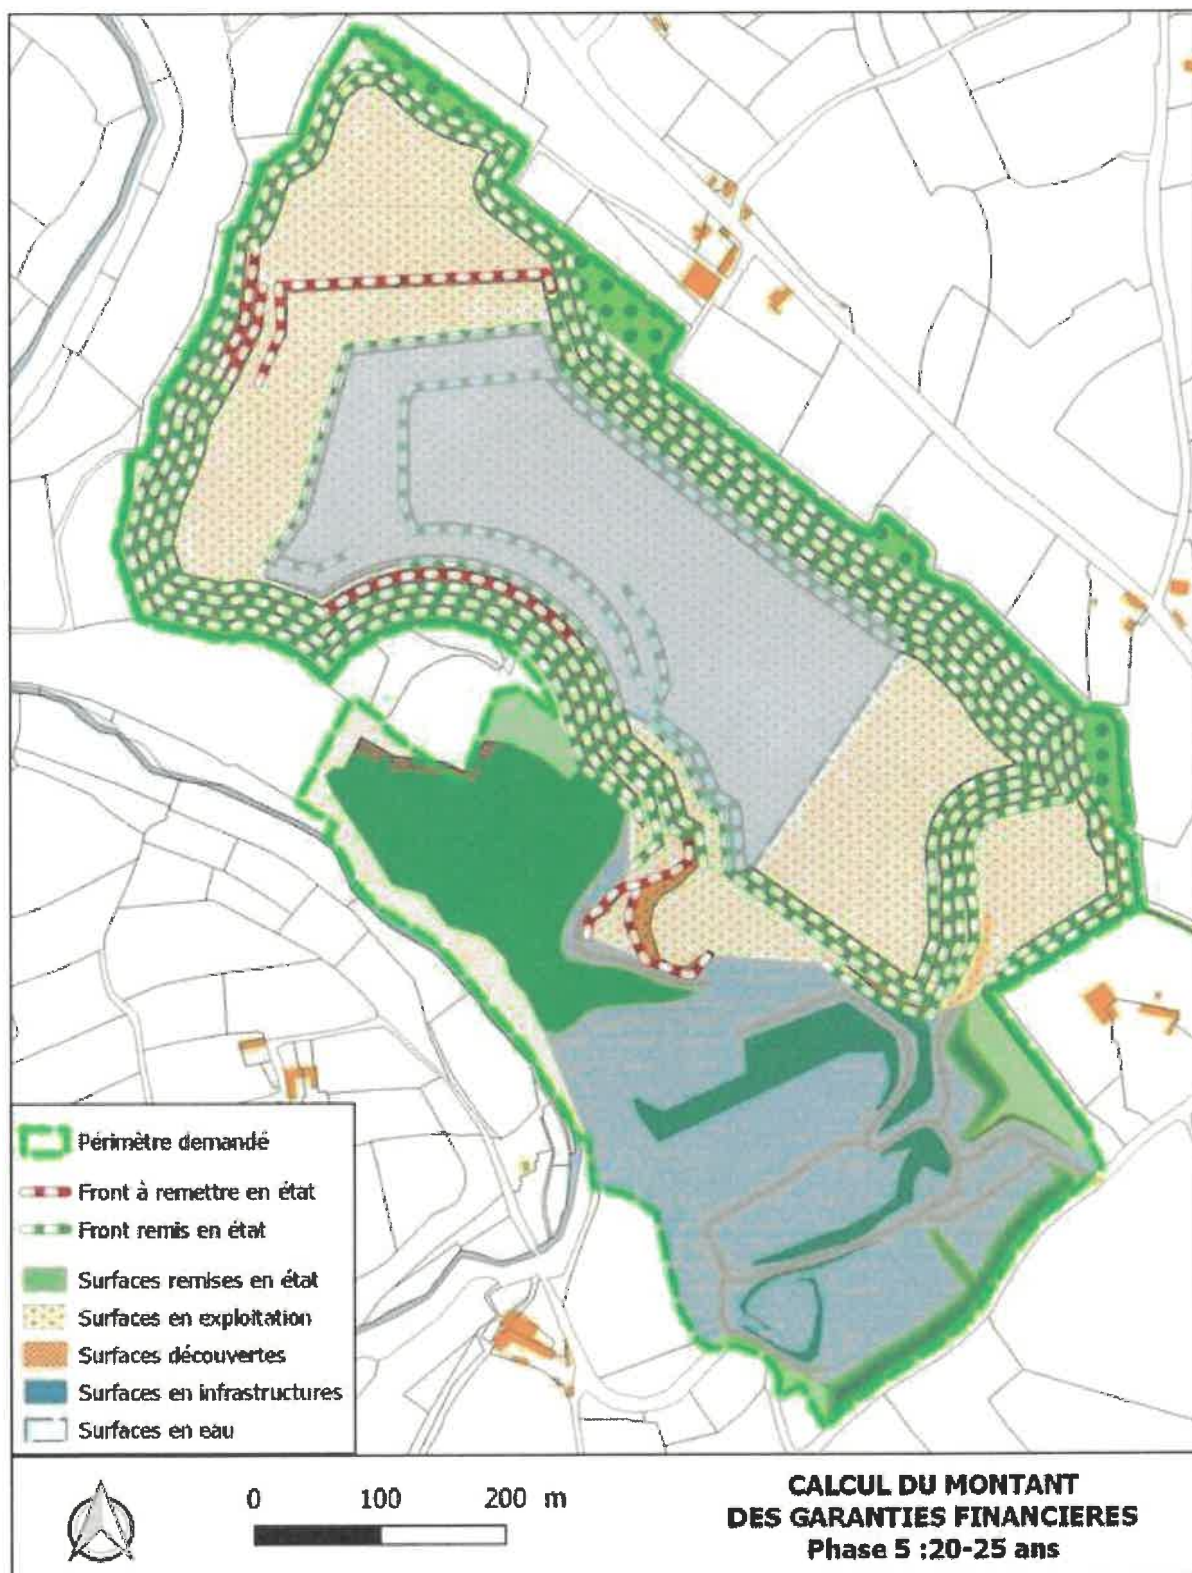 Périmètre demandé
Front à remettre en état
Front remis en état
Surfaces remises en état
Surfaces en exploitation
Surfaces découvertes
Surfaces en infrastructures
Surfaces en eau
0 100 200 m
CALCUL DU MONTANT
DES GARANTIES FINANCIERES
Phase 5 :20-25 ans